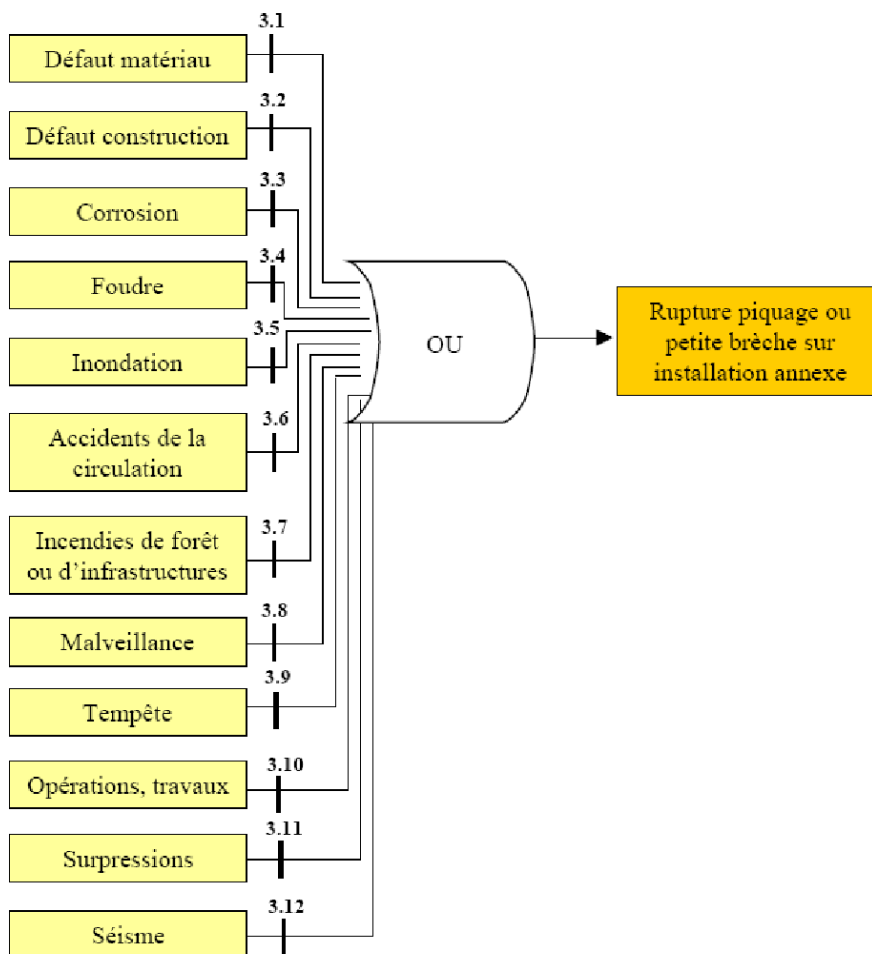 3.1
Défaut matériau
3.2
Défaut construction
3.3
Corrosion
3.4
Foudre
3.5
Inondation
3.6
Accidents de la
circulation
3.7
Incendies de forêt
ou d’infrastructures
3.8
Malveillance
3.9
Tempête
3.10
Opérations, travaux
3.11
Surpressions
3.12
Séisme
OU
Rupture piquage ou
petite brèche sur
installation annexe